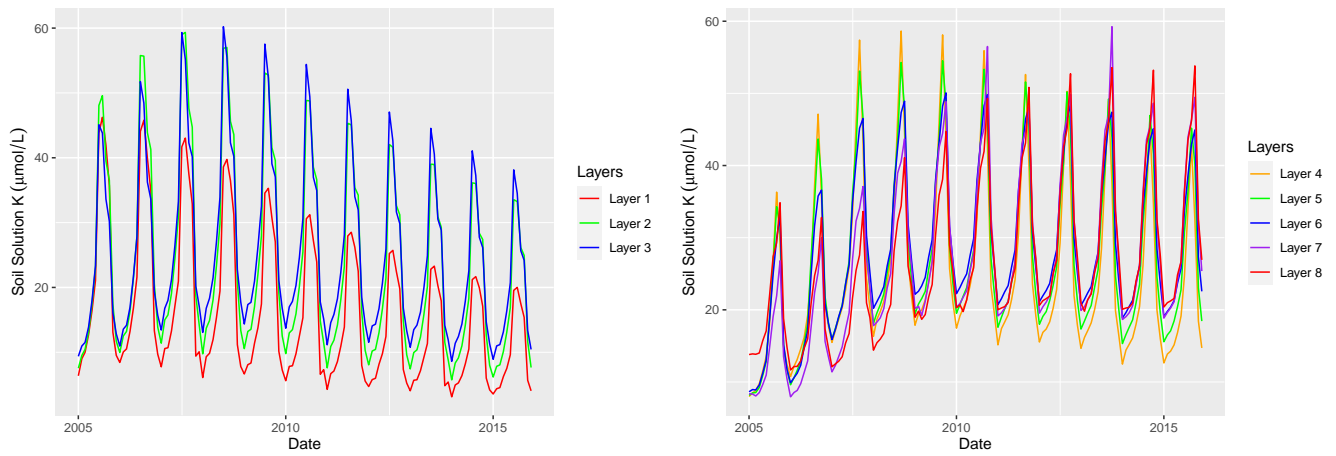 60
40
20
Soil Solution K (μmol/L)
2005
2010
2015
Date
Layers
Layer 1
Layer 2
Layer 3
60
40
20
Soil Solution K (μmol/L)
2005
2010
2015
Date
Layers
Layer 4
Layer 5
Layer 6
Layer 7
Layer 8